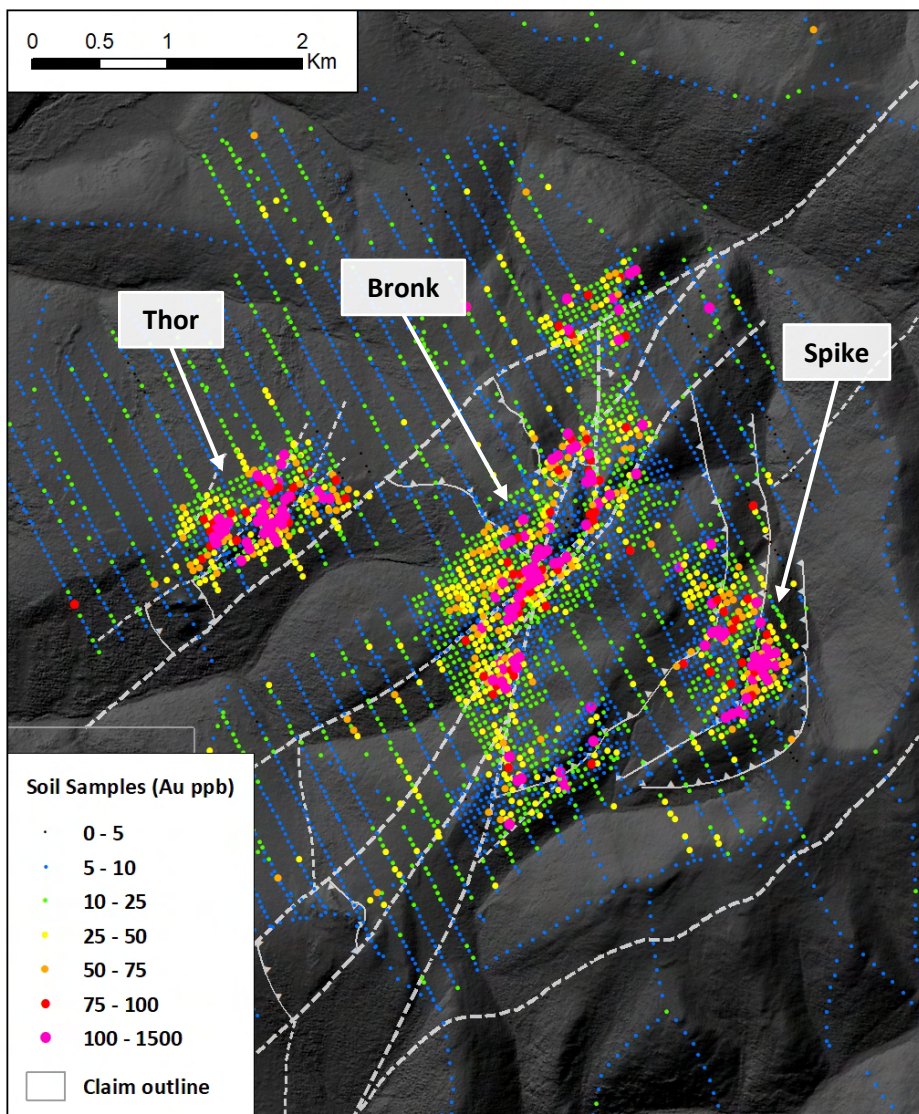 0 0.5 1 2
Km
Bronk
Thor
Spike
Soil Samples (Au ppb)
0 - 5
5 - 10
10 - 25
25 - 50
50 - 75
75 - 100
100 - 1500
Claim outline